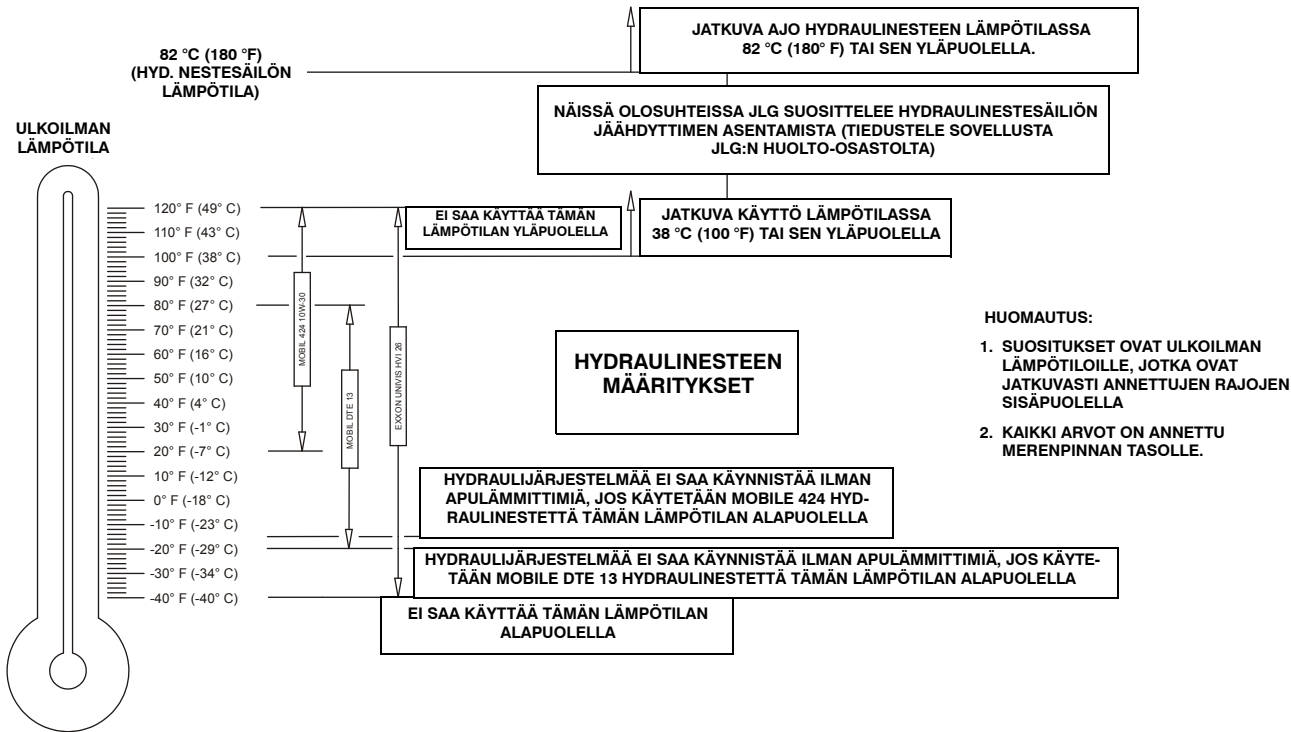 82 °C (180 °F)
(HYD. NESTESÄILÖN
LÄMPÖTILA)
JATKUVA AJO HYDRAULINESTEEN LÄMPÖTILASSA
82 °C (180° F) TAI SEN YLÄPUOLELLA.
NÄISSÄ OLOSUHTEISSA JLG SUOSITTELEE HYDRAULINESTESÄILIÖN
JÄÄHDYTTIMEN ASENTAMISTA (TIEDUSTELE SOVELLUSTA
JLG:N HUOLTO-OSASTOLTA)
ULKOILMAN
LÄMPÖTILA
120° F (49° C)
110° F (43° C)
100° F (38° C)
90° F (32° C)
80° F (27° C)
70° F (21° C)
60° F (16° C)
50° F (10° C)
40° F (4° C)
30° F (-1° C)
20° F (-7° C)
10° F (-12° C)
0° F (-18° C)
-10° F (-23° C)
-20° F (-29° C)
-30° F (-34° C)
-40° F (-40° C)
MOBIL 424 10W-30
MOBIL DTE 13
EXXON UNIVIS HVI 26
EI SAA KÄYTTÄÄ TÄMÄN
LÄMPÖTILAN YLÄPUOLELLA
JATKUVA KÄYTTÖ LÄMPÖTILASSA
38 °C (100 °F) TAI SEN YLÄPUOLELLA
HYDRAULINESTEEN
MÄÄRITYKSET
HUOMAUTUS:
1. SUOSITUKSET OVAT ULKOILMAN
LÄMPÖTILOILLE, JOTKA OVAT
JATKUVASTI ANNETTUJEN RAJOJEN
SISÄPUOLELLA
2. KAIKKI ARVOT ON ANNETTU
MERENPINNAN TASOLLE.
HYDRAULIJÄRJESTELMÄÄ EI SAA KÄYNNISTÄÄ ILMAN
APULÄMMITTIMIÄ, JOS KÄYTETÄÄN MOBILE 424 HYD-
RAULINESTETTÄ TÄMÄN LÄMPÖTILAN ALAPUOLELLA
HYDRAULIJÄRJESTELMÄÄ EI SAA KÄYNNISTÄÄ ILMAN APULÄMMITTIMIÄ, JOS KÄYTE-
TÄÄN MOBILE DTE 13 HYDRAULINESTETTÄ TÄMÄN LÄMPÖTILAN ALAPUOLELLA
EI SAA KÄYTTÄÄ TÄMÄN LÄMPÖTILAN
ALAPUOLELLA